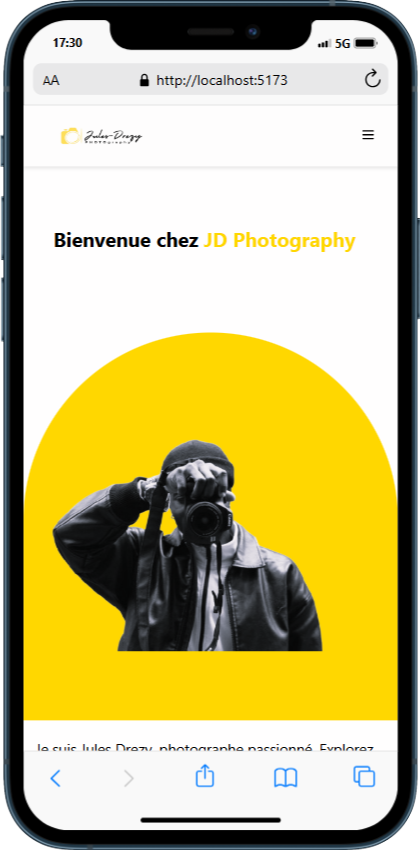 17:30
5G
AA
http://localhost:5173
Jules-Drezy
PHOTOgraphy
Bienvenue chez JD Photography
Je suis Jules Drezy, photographe passionné. Explorez